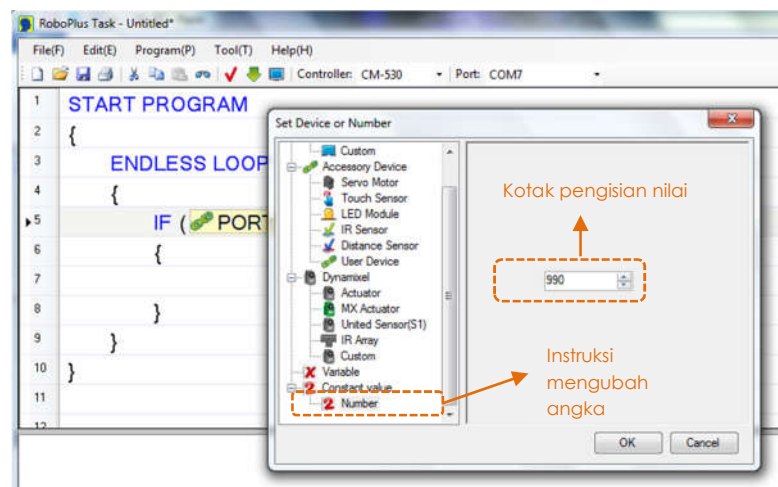 RoboPlus Task - Untitled*
File(F) Edit(E) Program(P) Tool(T) Help(H)
Controller: CM-530 Port: COM7
1 START PROGRAM
2 {
3 ENDLESS LOOP
4 {
5 IF ( PORT
6 {
7
8 }
9 }
10 }
11
12
Set Device or Number
Custom
Accessory Device
Servo Motor
Touch Sensor
LED Module
IR Sensor
Distance Sensor
User Device
Dynamixel
Actuator
MX Actuator
United Sensor(S1)
IR Array
Custom
Variable
Constant value
2 Number
Kotak pengisian nilai
990
Instruksi
mengubah
angka
OK Cancel